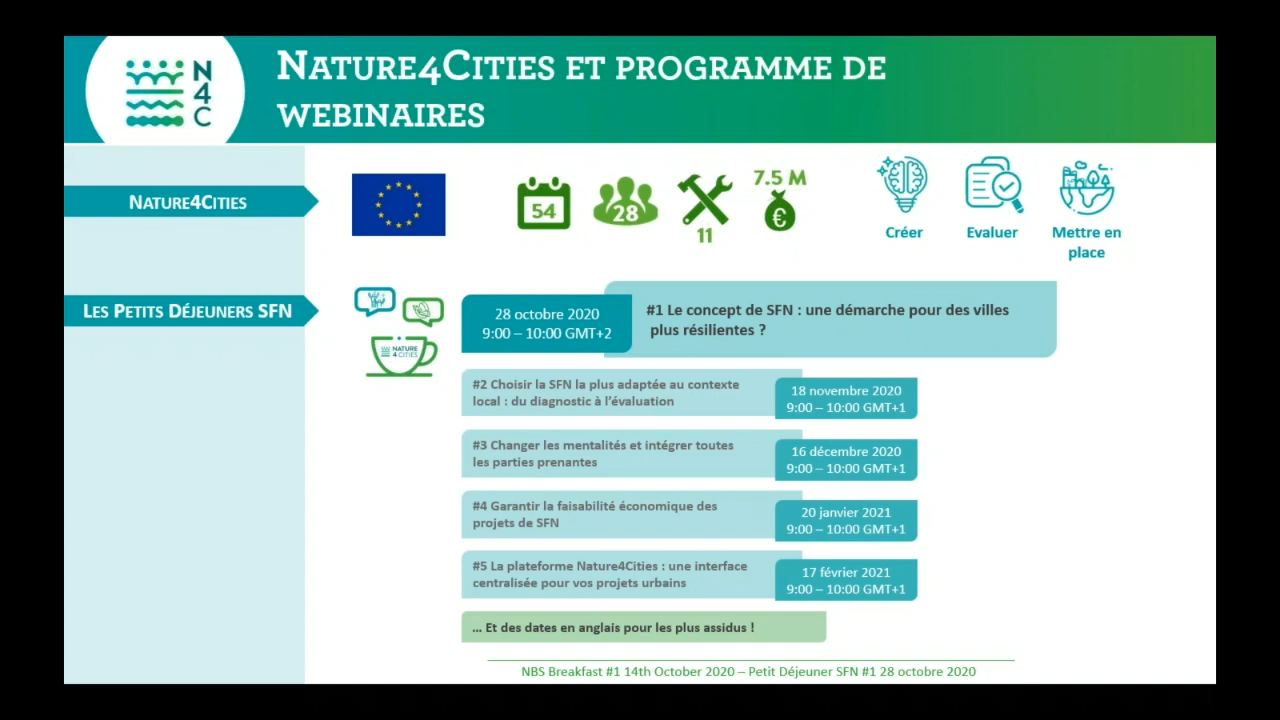 N
4
C
NATURE4CITIES ET PROGRAMME DE
WEBINAIRES
NATURE4CITIES
54
28
11
7.5 M
€
Créer
Evaluer
Mettre en
place
LES PETITS DÉJEUNERS SFN
NATURE
4 CITIES
28 octobre 2020
9:00 – 10:00 GMT+2
#1 Le concept de SFN : une démarche pour des villes
plus résilientes ?
#2 Choisir la SFN la plus adaptée au contexte
local : du diagnostic à l'évaluation
18 novembre 2020
9:00 – 10:00 GMT+1
#3 Changer les mentalités et intégrer toutes
les parties prenantes
16 décembre 2020
9:00 – 10:00 GMT+1
#4 Garantir la faisabilité économique des
projets de SFN
20 janvier 2021
9:00 – 10:00 GMT+1
#5 La plateforme Nature4Cities : une interface
centralisée pour vos projets urbains
17 février 2021
9:00 – 10:00 GMT+1
... Et des dates en anglais pour les plus assidus !
NBS Breakfast #1 14th October 2020 – Petit Déjeuner SFN #1 28 octobre 2020